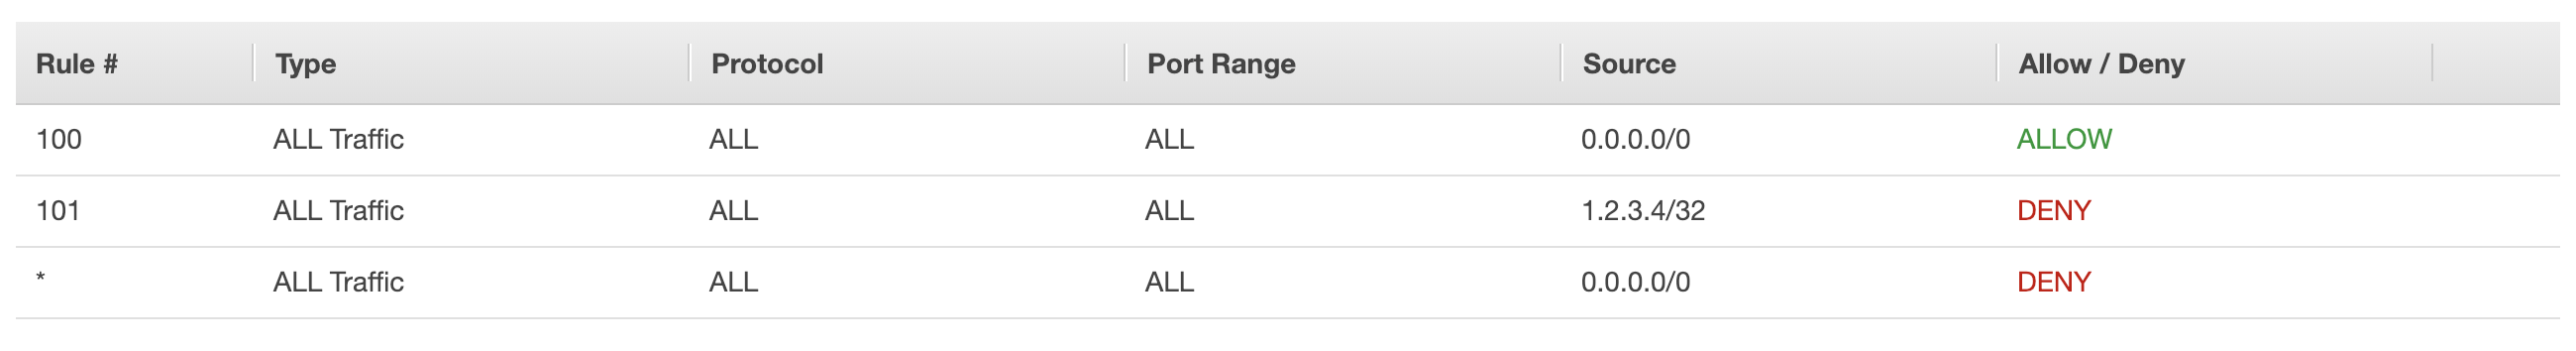 Rule # Type Protocol Port Range Source Allow / Deny
100 ALL Traffic ALL ALL 0.0.0.0/0 ALLOW
101 ALL Traffic ALL ALL 1.2.3.4/32 DENY
* ALL Traffic ALL ALL 0.0.0.0/0 DENY